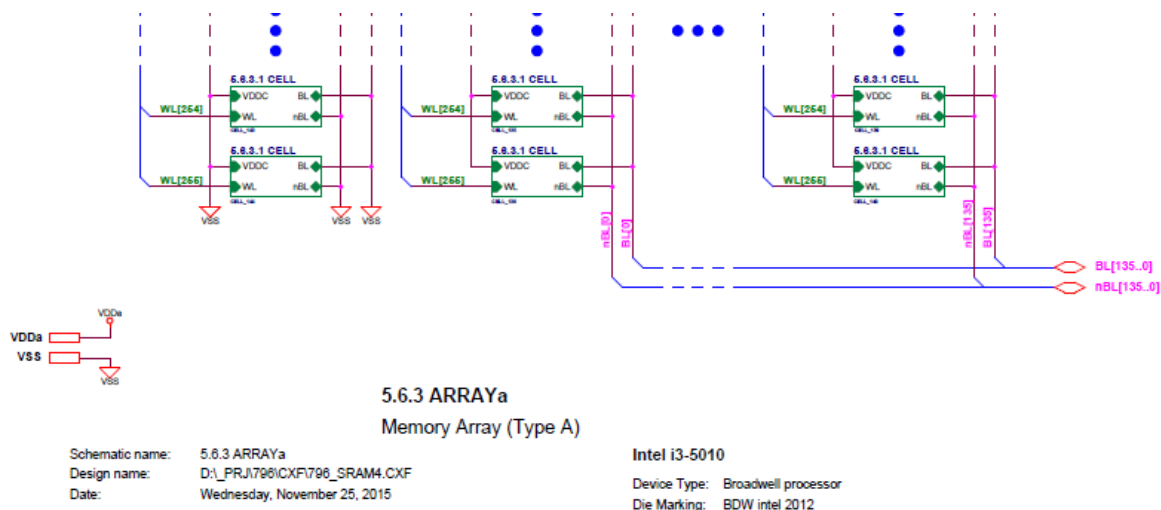 5.6.3.1 CELL 5.6.3.1 CELL 5.6.3.1 CELL
VDDC BL VDDC BL VDDC BL
WL[254] WL nBL WL[254] WL nBL WL[254] WL nBL
5.6.3.1 CELL 5.6.3.1 CELL 5.6.3.1 CELL
VDDC BL VDDC BL VDDC BL
WL[255] WL nBL WL[255] WL nBL WL[255] WL nBL
VSS VSS VSS
nBL[0] BL[0] nBL[135] BL[135]
BL[135..0]
nBL[135..0]
VDDa
VDDa
VSS
VSS
5.6.3 ARRAYa
Memory Array (Type A)
Schematic name: 5.6.3 ARRAYa
Design name: D:\_PRJ\796\CXF\796_SRAM4.CXF
Date: Wednesday, November 25, 2015
Intel i3-5010
Device Type: Broadwell processor
Die Marking: BDW intel 2012